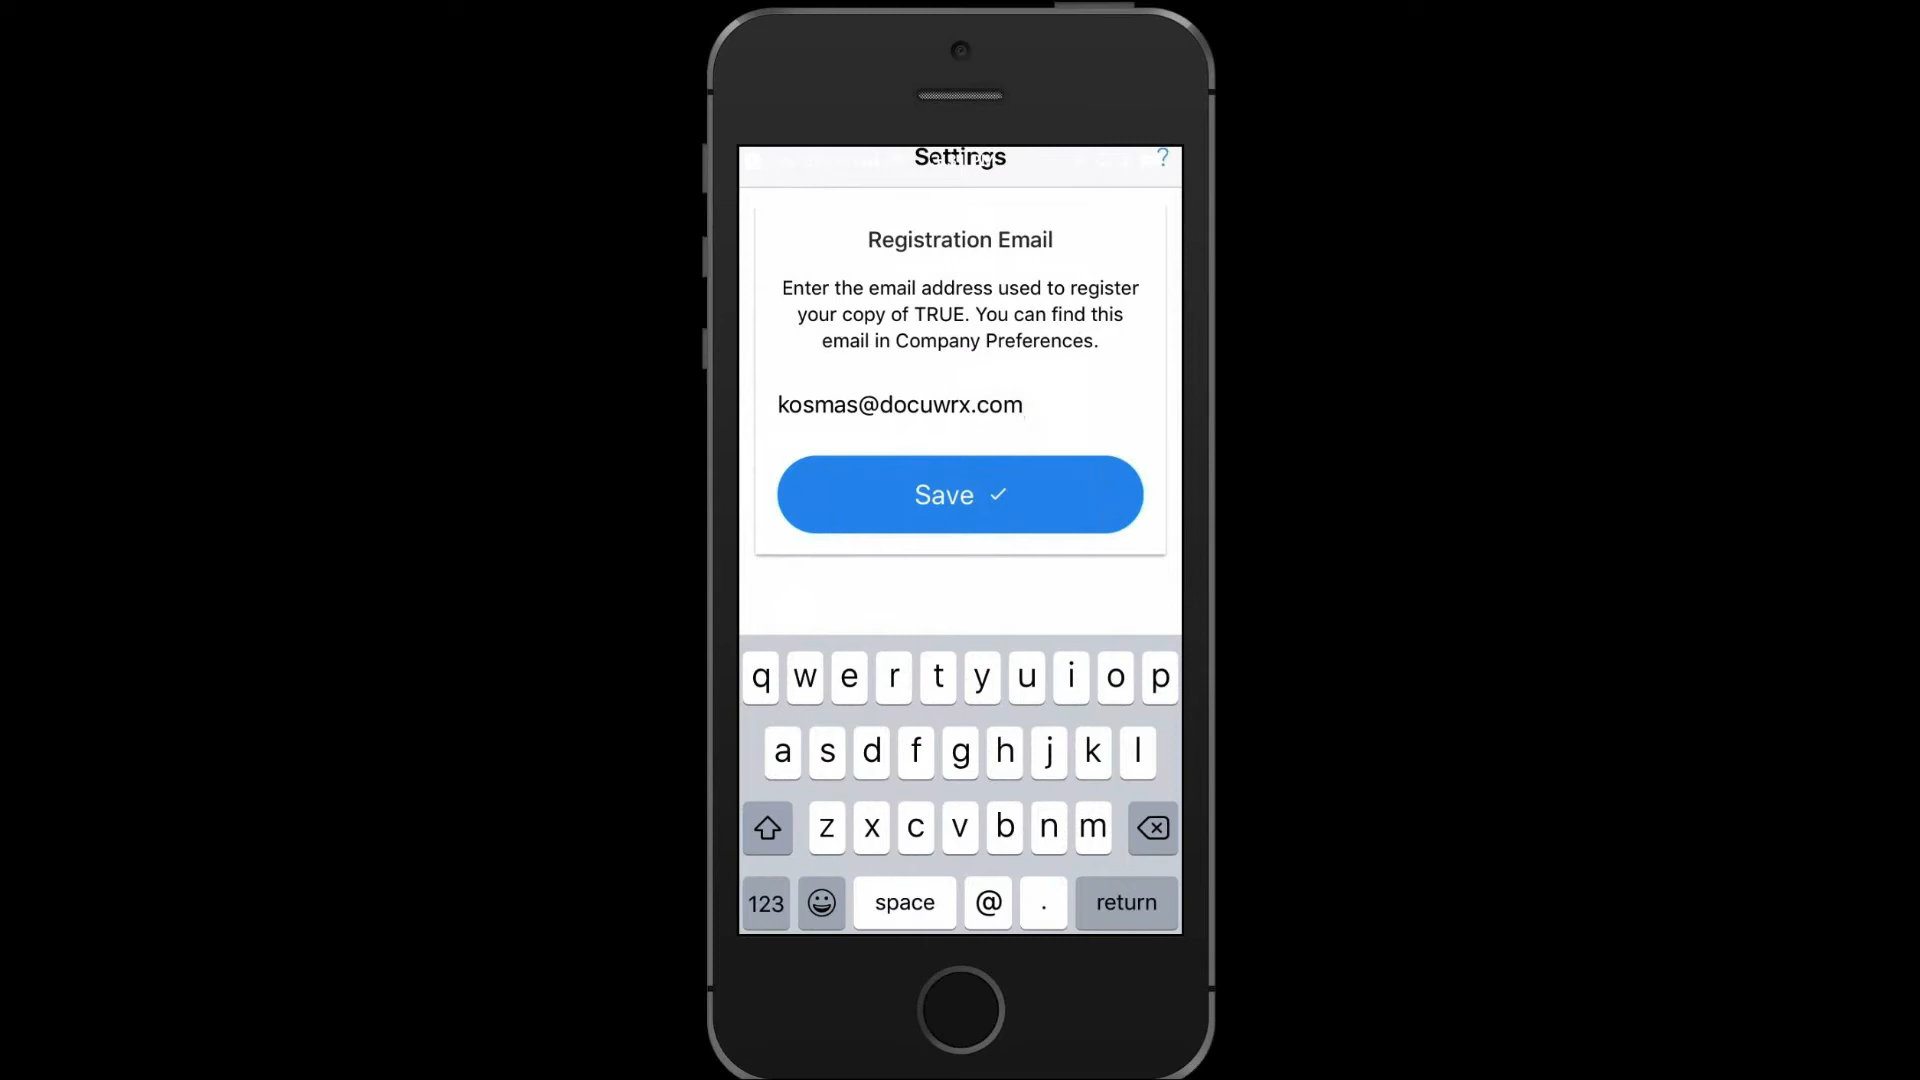 Settings ?
Registration Email
Enter the email address used to register
your copy of TRUE. You can find this
email in Company Preferences.
kosmas@docuwrx.com
Save
q w e r t y u i o p
a s d f g h j k l
z x c v b n m
123 space @ . return